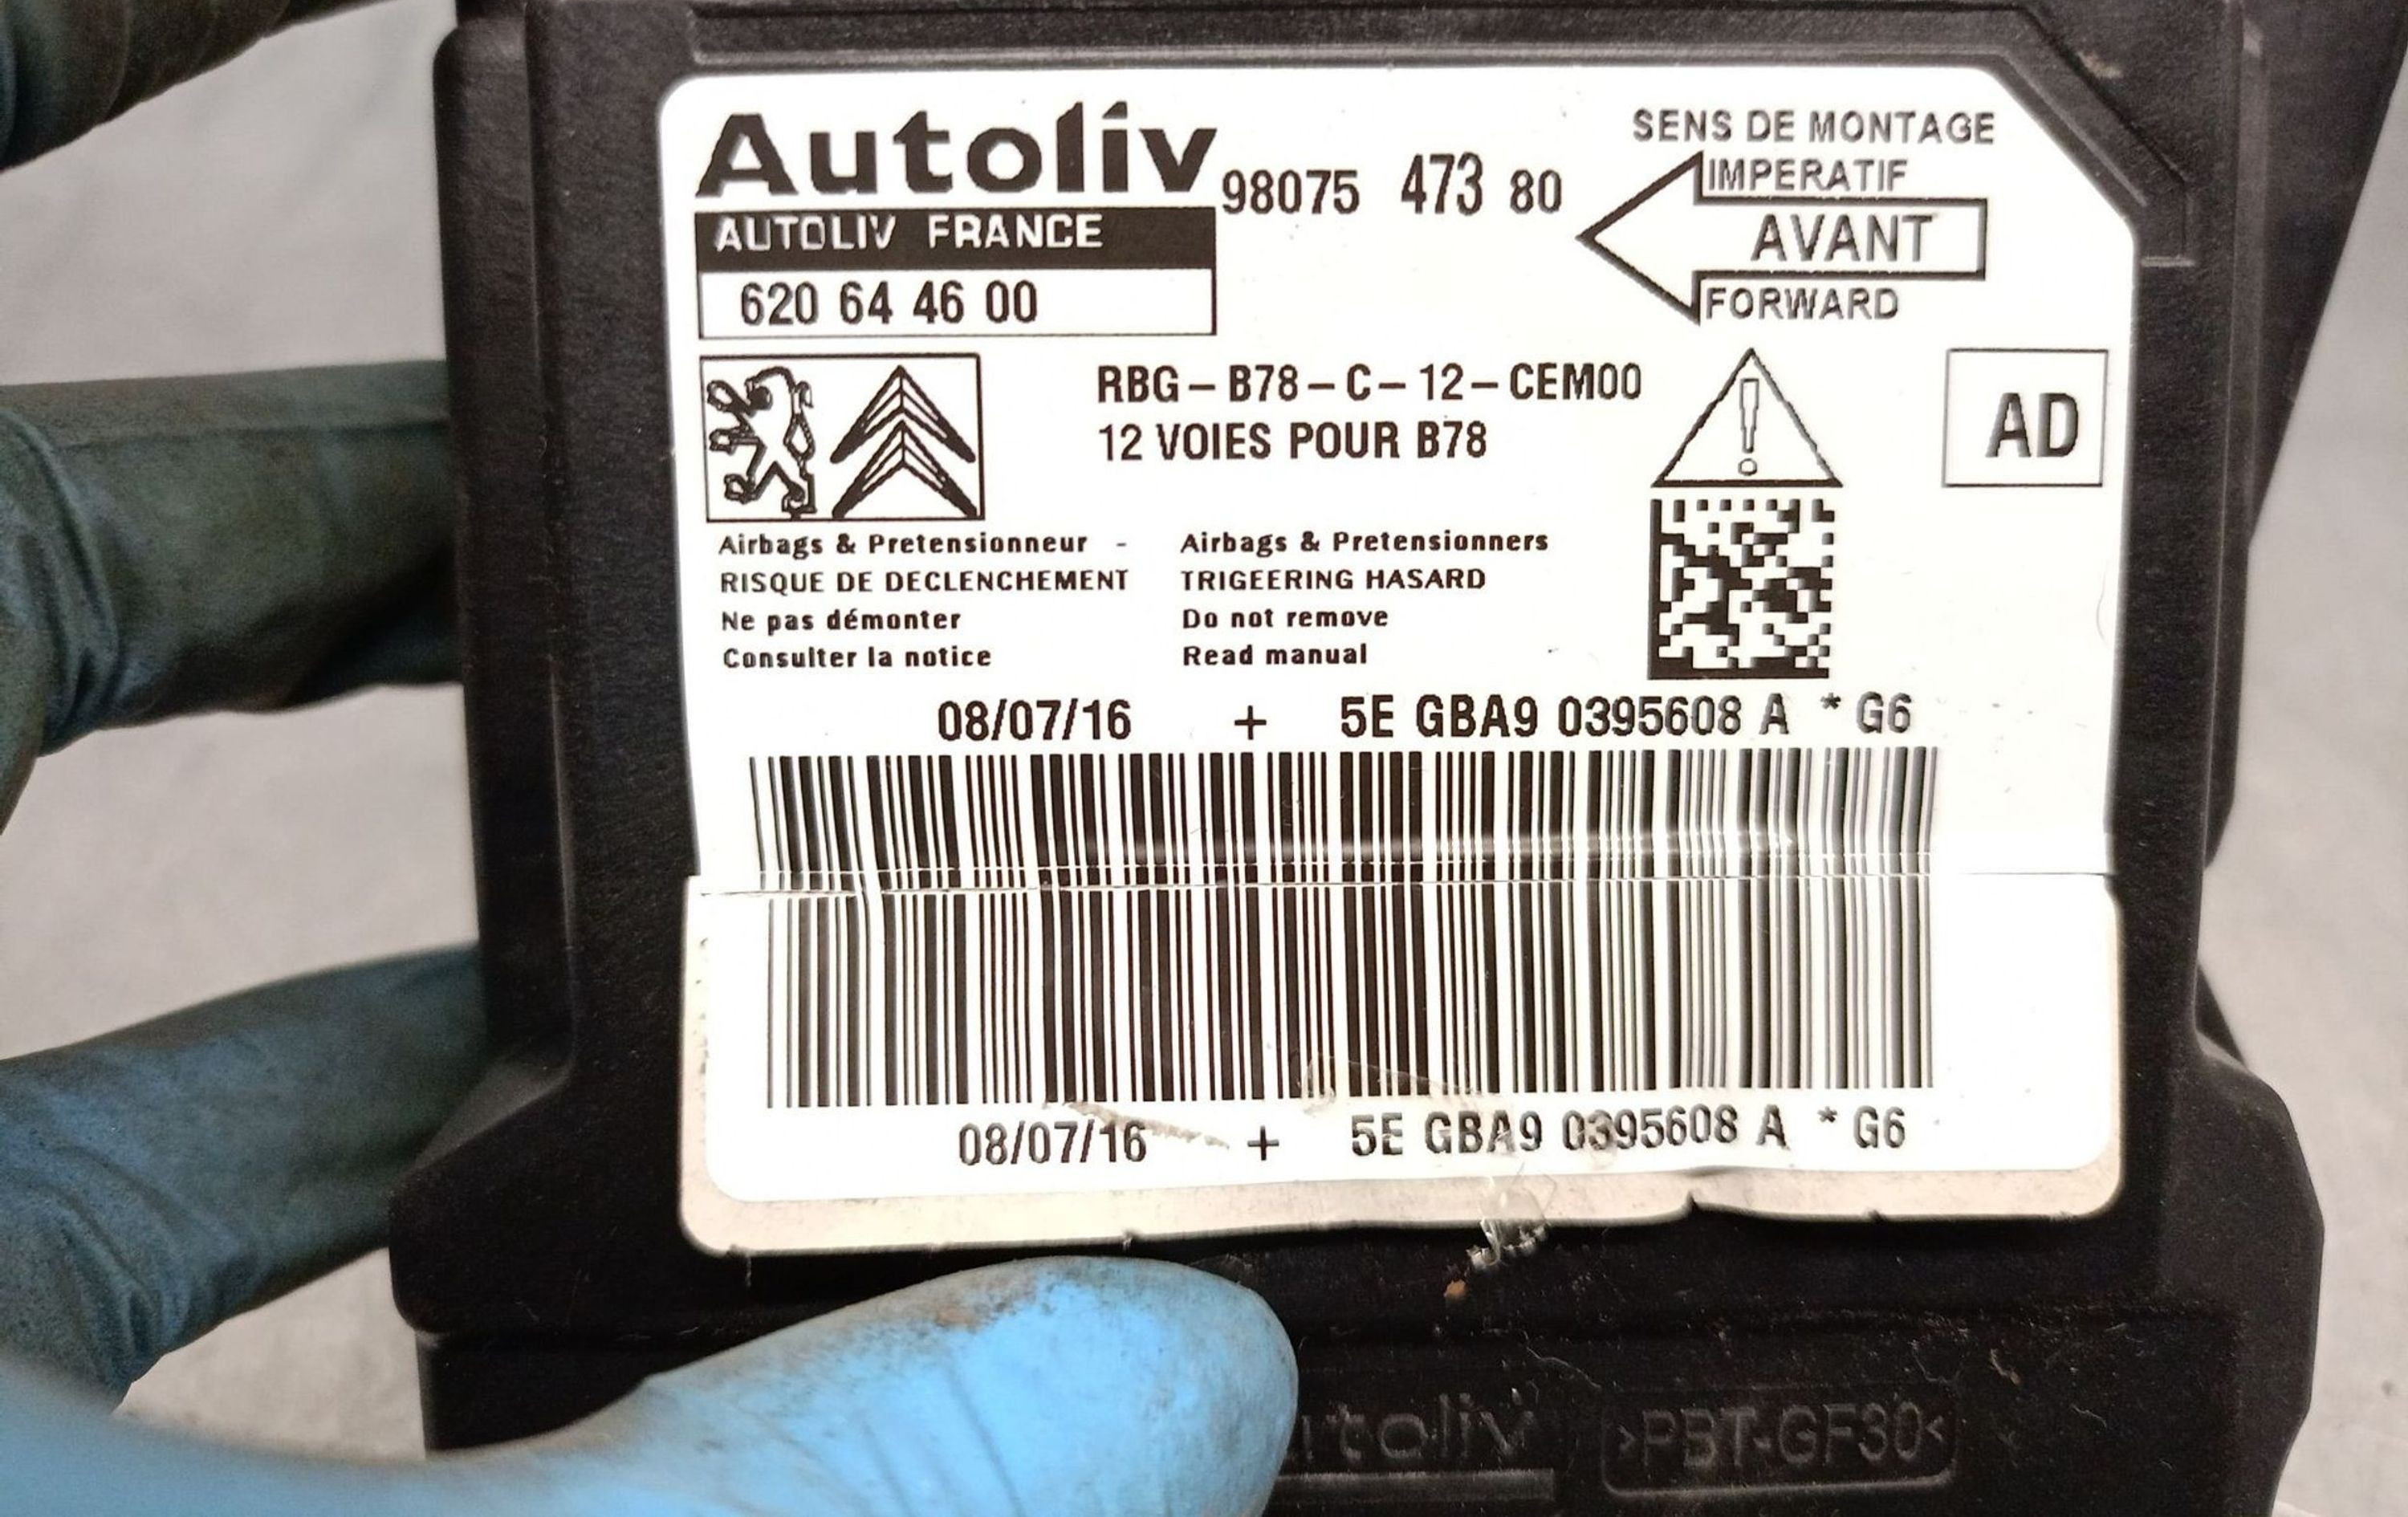 Autoliv
98075 473 80
AUTOLIV FRANCE
620 64 46 00
SENS DE MONTAGE
IMPERATIF
AVANT
FORWARD
RBG-B78-C-12-CEM00
12 VOIES POUR B78
AD
Airbags & Pretensionneur -
RISQUE DE DECLENCHEMENT
Ne pas démonter
Consulter la notice
Airbags & Pretensionners
TRIGEERING HASARD
Do not remove
Read manual
08/07/16 + 5E GBA9 0395608 A * G6
08/07/16 + 5E GBA9 0395608 A * G6
utoliv
>PBT-GF30<